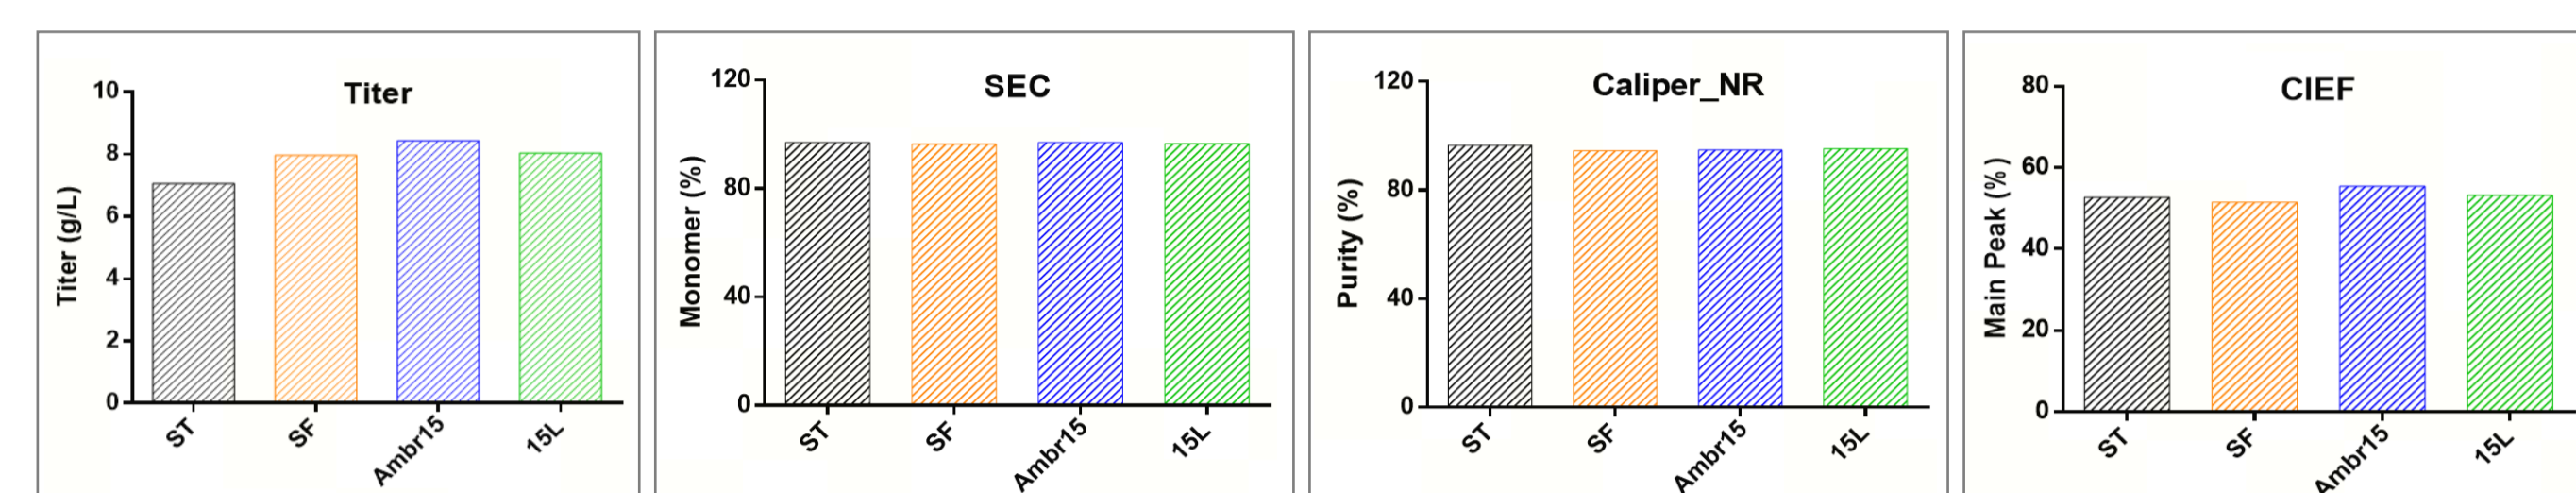 Titer
Titer (g/L)
10
8
6
4
2
0
ST
SF
Ambr15
15L
SEC
Monomer (%)
120
80
40
0
ST
SF
Ambr15
15L
Caliper_NR
Purity (%)
120
80
40
0
ST
SF
Ambr15
15L
CIEF
Main Peak (%)
80
60
40
20
0
ST
SF
Ambr15
15L